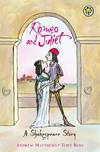 Romeo
and Juliet
A Shakespeare Story
ANDREW MATTHEWS • TONY ROSS